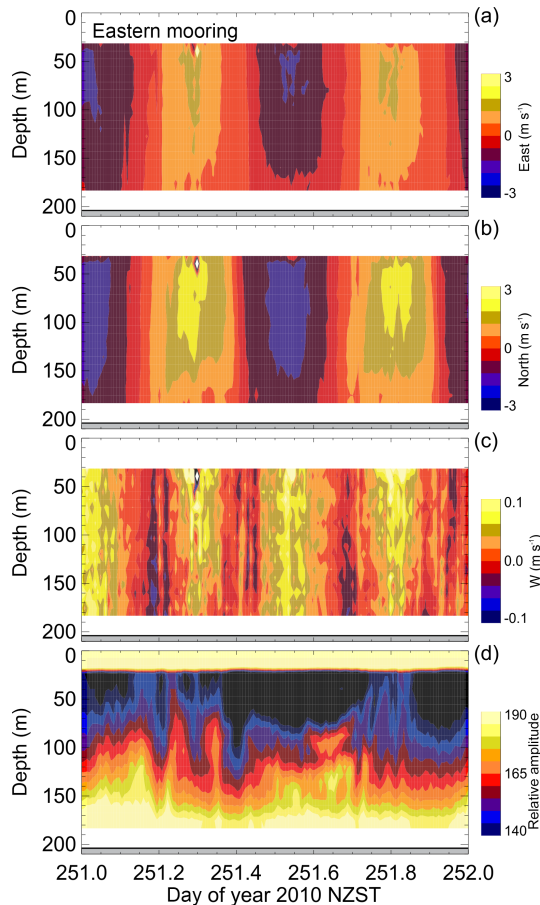 (a)
Eastern mooring
0
50
100
150
200
Depth (m)
3
0
-3
East (m s⁻¹)
(b)
0
50
100
150
200
Depth (m)
3
0
-3
North (m s⁻¹)
(c)
0
50
100
150
200
Depth (m)
0.1
0.0
-0.1
W (m s⁻¹)
(d)
0
50
100
150
200
Depth (m)
190
165
140
Relative amplitude
251.0 251.2 251.4 251.6 251.8 252.0
Day of year 2010 NZST